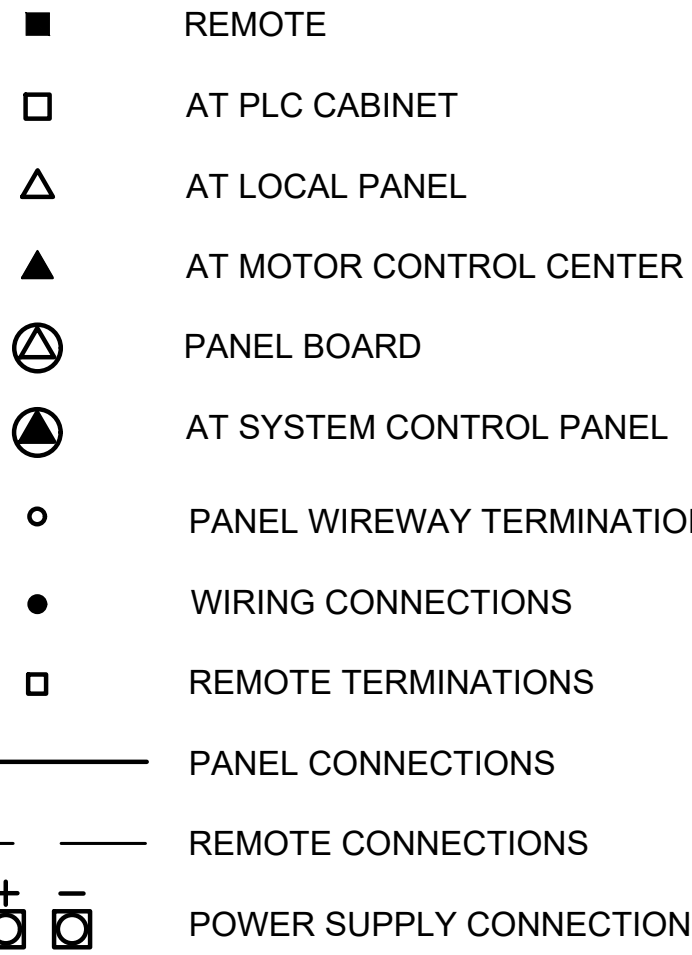 REMOTE
AT PLC CABINET
AT LOCAL PANEL
AT MOTOR CONTROL CENTER
PANEL BOARD
AT SYSTEM CONTROL PANEL
PANEL WIREWAY TERMINATION
WIRING CONNECTIONS
REMOTE TERMINATIONS
PANEL CONNECTIONS
REMOTE CONNECTIONS
+ −
POWER SUPPLY CONNECTION